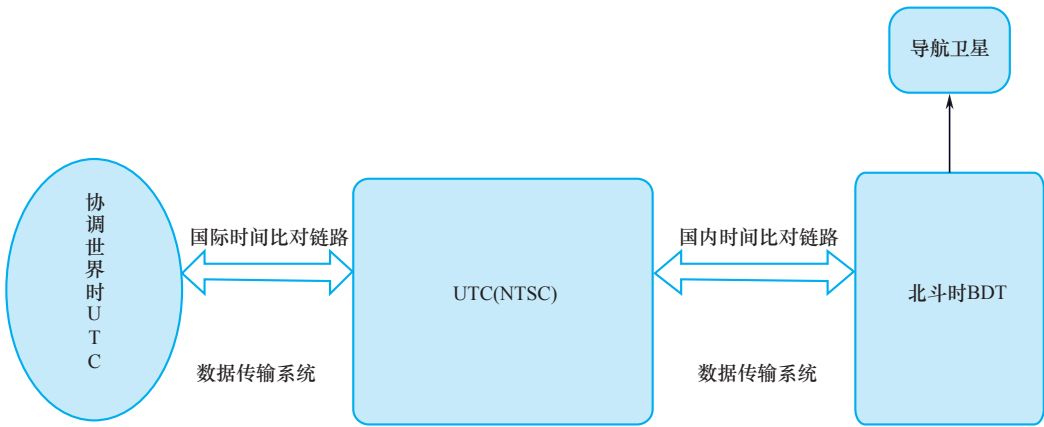 导航卫星
协
调
世
界
时
U
T
C
国际时间比对链路
数据传输系统
UTC(NTSC)
国内时间比对链路
数据传输系统
北斗时BDT